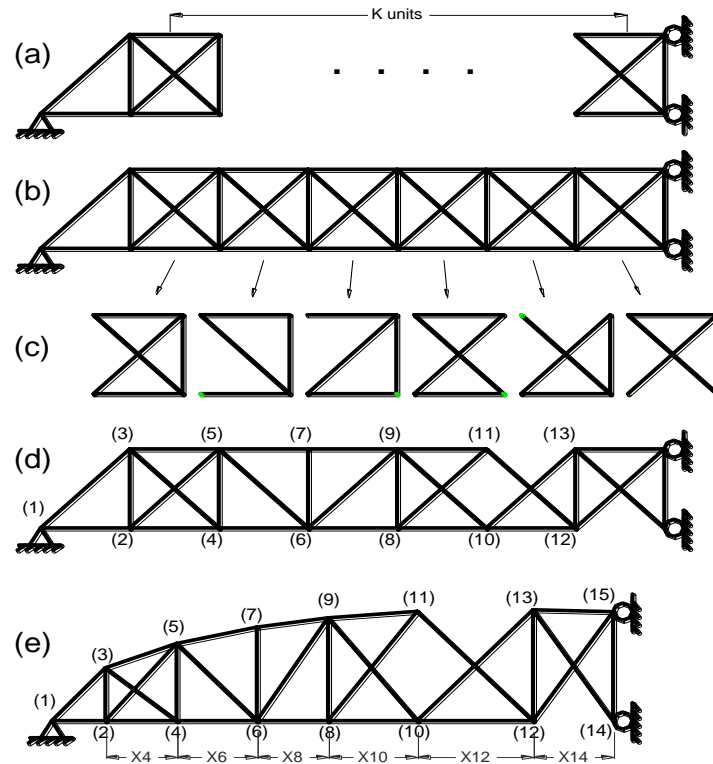 K units
(a)
(b)
(c)
(3) (5) (7) (9) (11) (13)
(d)
(1)
(2) (4) (6) (8) (10) (12)
(e)
(11) (13) (15)
(9)
(7)
(5)
(3)
(1)
(2) (4) (6) (8) (10) (12) (14)
X4 X6 X8 X10 X12 X14